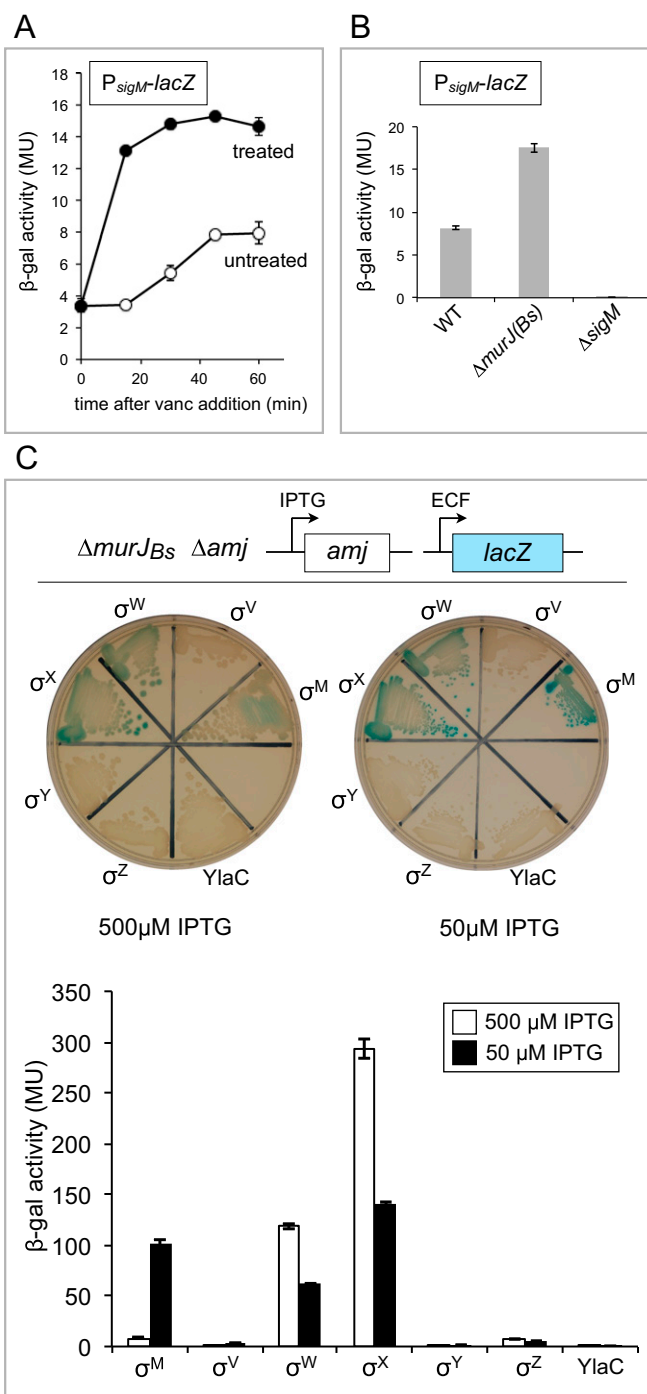 A
P_sigM-lacZ
β-gal activity (MU)
18
16
14
12
10
8
6
4
2
0
treated
untreated
0 20 40 60
time after vanc addition (min)
B
P_sigM-lacZ
β-gal activity (MU)
20
15
10
5
0
WT
ΔmurJ(Bs)
ΔsigM
C
ΔmurJBs Δamj
IPTG
amj
ECF
lacZ
σW
σV
σX
σM
σY
σZ
YlaC
500µM IPTG
σW
σV
σX
σM
σY
σZ
YlaC
50µM IPTG
β-gal activity (MU)
350
300
250
200
150
100
50
0
500 µM IPTG
50 µM IPTG
σM σV σW σX σY σZ YlaC